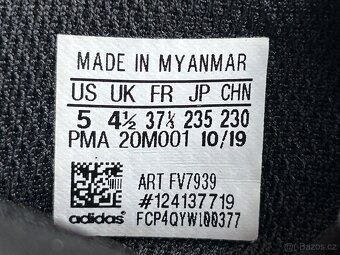 MADE IN MYANMAR
US UK FR JP CHN
5 4½ 37⅓ 235 230
PMA 20M001 10/19
ART FV7939
#124137719
adidas FCP4QYW100377